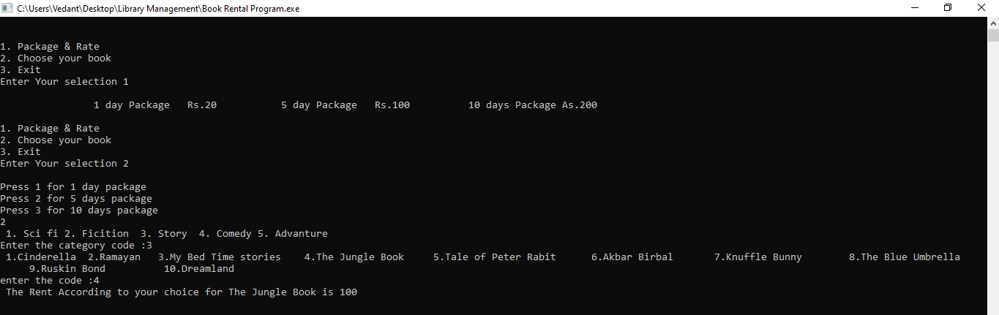 C:\Users\Vedant\Desktop\Library Management\Book Rental Program.exe
1. Package & Rate
2. Choose your book
3. Exit
Enter Your selection 1
1 day Package   Rs.20           5 day Package   Rs.100          10 days Package As.200
1. Package & Rate
2. Choose your book
3. Exit
Enter Your selection 2
Press 1 for 1 day package
Press 2 for 5 days package
Press 3 for 10 days package
2
1. Sci fi 2. Ficition  3. Story  4. Comedy 5. Advanture
Enter the category code :3
1.Cinderella  2.Ramayan   3.My Bed Time stories    4.The Jungle Book     5.Tale of Peter Rabit      6.Akbar Birbal       7.Knuffle Bunny        8.The Blue Umbrella
9.Ruskin Bond          10.Dreamland
enter the code :4
The Rent According to your choice for The Jungle Book is 100